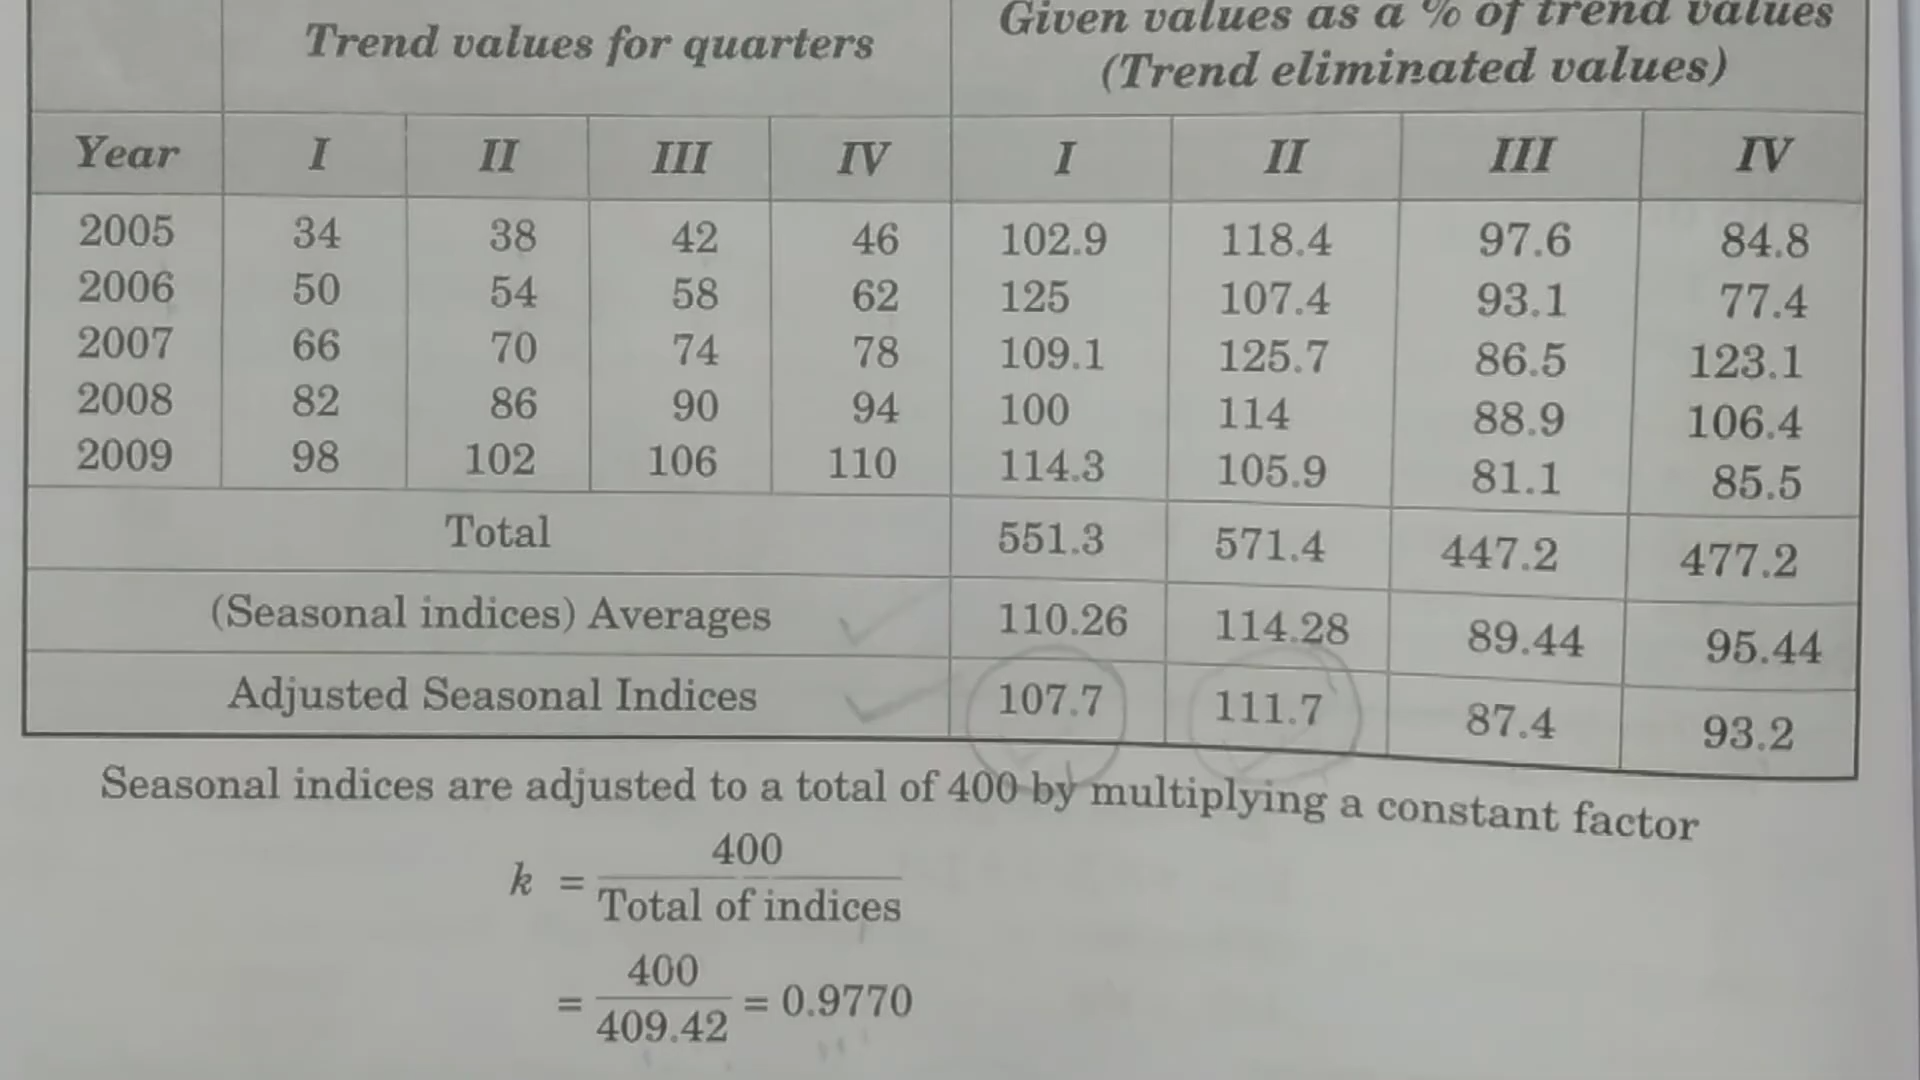 Trend values for quarters
Given values as a % of trend values
(Trend eliminated values)
Year I II III IV I II III IV
2005 34 38 42 46 102.9 118.4 97.6 84.8
2006 50 54 58 62 125 107.4 93.1 77.4
2007 66 70 74 78 109.1 125.7 86.5 123.1
2008 82 86 90 94 100 114 88.9 106.4
2009 98 102 106 110 114.3 105.9 81.1 85.5
Total 551.3 571.4 447.2 477.2
(Seasonal indices) Averages 110.26 114.28 89.44 95.44
Adjusted Seasonal Indices 107.7 111.7 87.4 93.2
Seasonal indices are adjusted to a total of 400 by multiplying a constant factor
k = 400 / Total of indices
= 400 / 409.42 = 0.9770